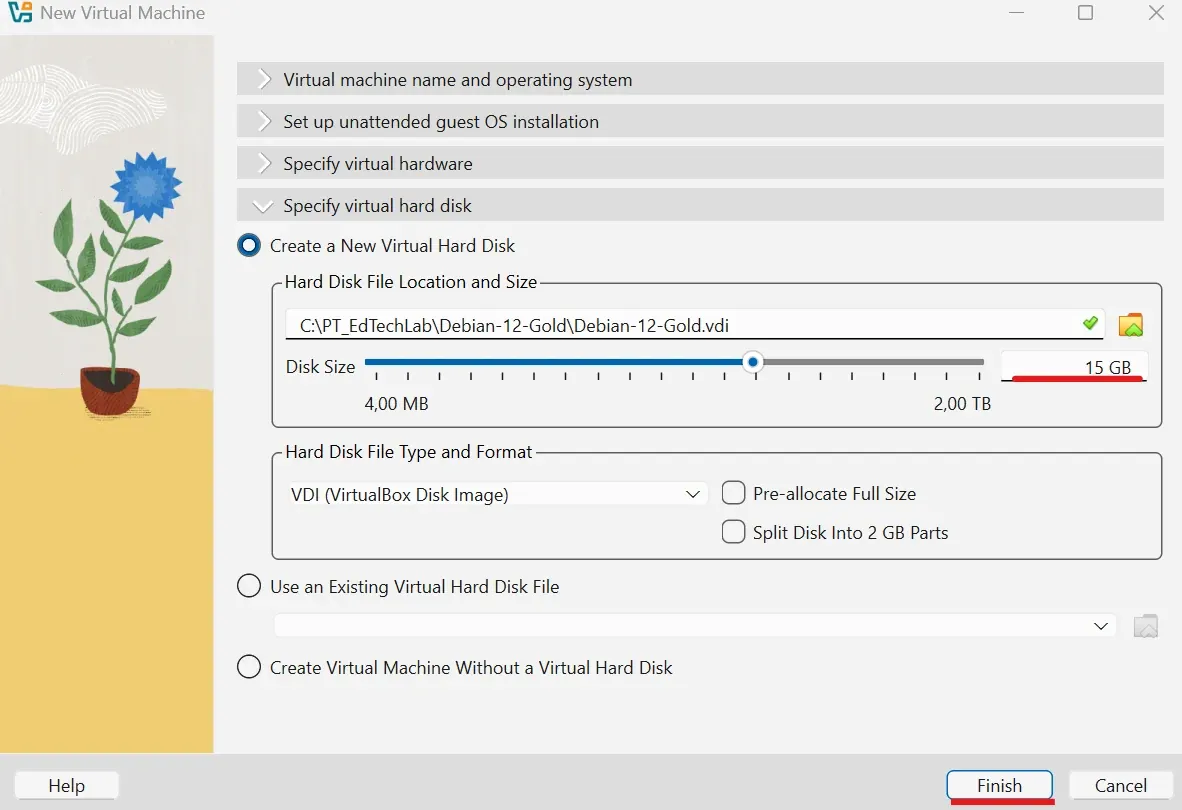 New Virtual Machine
Virtual machine name and operating system
Set up unattended guest OS installation
Specify virtual hardware
Specify virtual hard disk
Create a New Virtual Hard Disk
Hard Disk File Location and Size
C:\PT_EdTechLab\Debian-12-Gold\Debian-12-Gold.vdi
Disk Size 15 GB
4,00 MB 2,00 TB
Hard Disk File Type and Format
VDI (VirtualBox Disk Image) Pre-allocate Full Size
Split Disk Into 2 GB Parts
Use an Existing Virtual Hard Disk File
Create Virtual Machine Without a Virtual Hard Disk
Help Finish Cancel